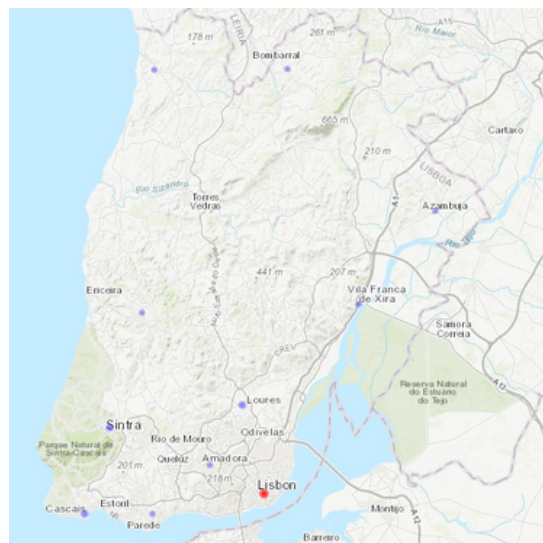 LEIRIA
178 m
261 m
A15
Rio Maior
Bombarral
665 m
210 m
Cartaxo
LISBOA
Rio Sizandro
Torres
Vedras
A1
Azambuja
Rio Tejo
441 m
207 m
Ericeira
Vila Franca
de Xira
Samora
Correia
CREL
A13
Reserva Natural
do Estuário
do Tejo
Loures
Sintra
Odivelas
Parque Natural de
Sintra-Cascais
Rio de Mouro
Queluz
Amadora
201 m
218 m
Lisbon
Estoril
Cascais
Parede
Montijo
A12
Barreiro